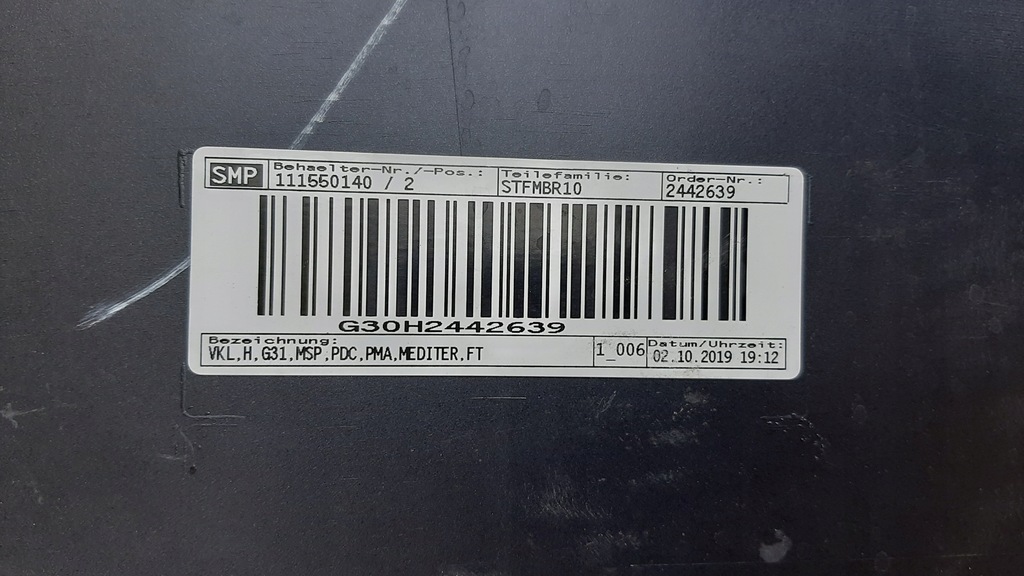 SMP Behaelter-Nr./-Pos.: Teilefamilie: Order-Nr.:
111550140 / 2 STFMBR10 2442639
G30H2442639
Bezeichnung: Datum/Uhrzeit:
VKL,H,G31,MSP,PDC,PMA,MEDITER,FT I_006 02.10.2019 19:12